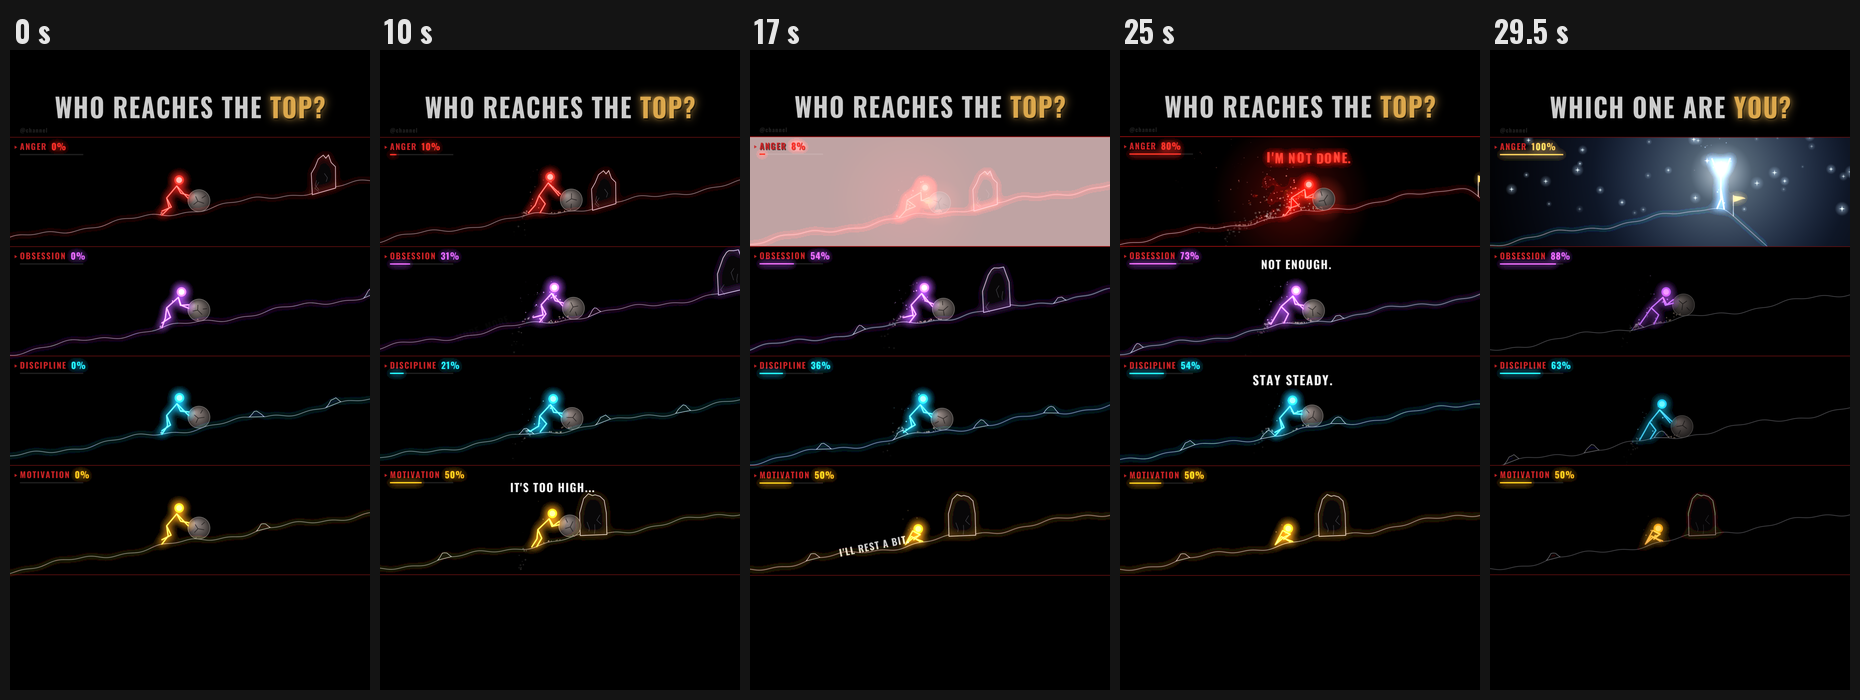 0 s
WHO REACHES THE TOP?
@channel
ANGER 0%
OBSESSION 0%
DISCIPLINE 0%
MOTIVATION 0%
10 s
WHO REACHES THE TOP?
@channel
ANGER 10%
OBSESSION 31%
DISCIPLINE 21%
MOTIVATION 50%
IT'S TOO HIGH...
17 s
WHO REACHES THE TOP?
@channel
ANGER 8%
OBSESSION 54%
DISCIPLINE 36%
MOTIVATION 50%
I'LL REST A BIT
25 s
WHO REACHES THE TOP?
@channel
ANGER 80%
I'M NOT DONE.
OBSESSION 73%
NOT ENOUGH.
DISCIPLINE 54%
STAY STEADY.
MOTIVATION 50%
29.5 s
WHICH ONE ARE YOU?
ANGER 100%
OBSESSION 88%
DISCIPLINE 63%
MOTIVATION 50%